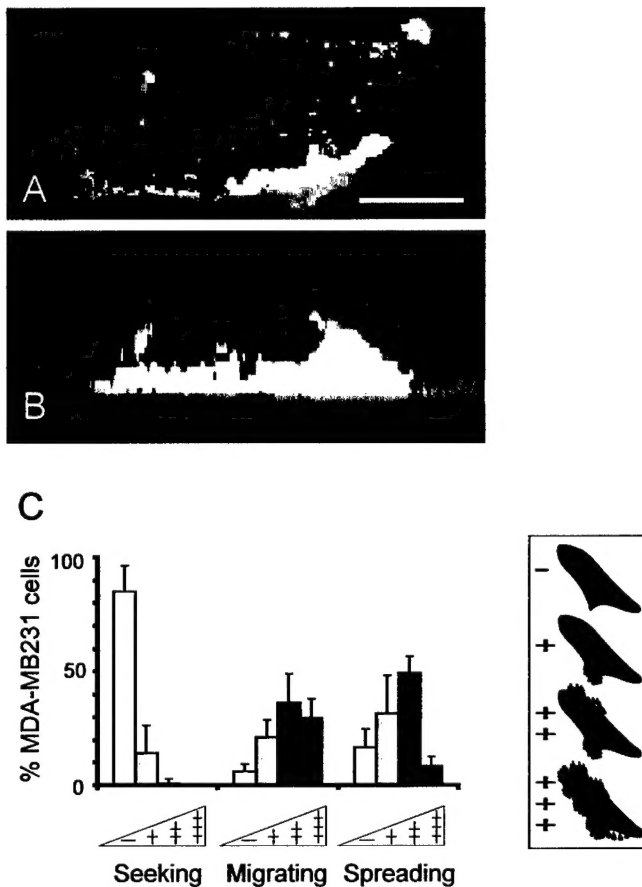 A
B
C
% MDA-MB231 cells
100
50
0
− + ++ +++
− + ++ +++
− + ++ +++
Seeking Migrating Spreading
−
+
+
+
+
+
+